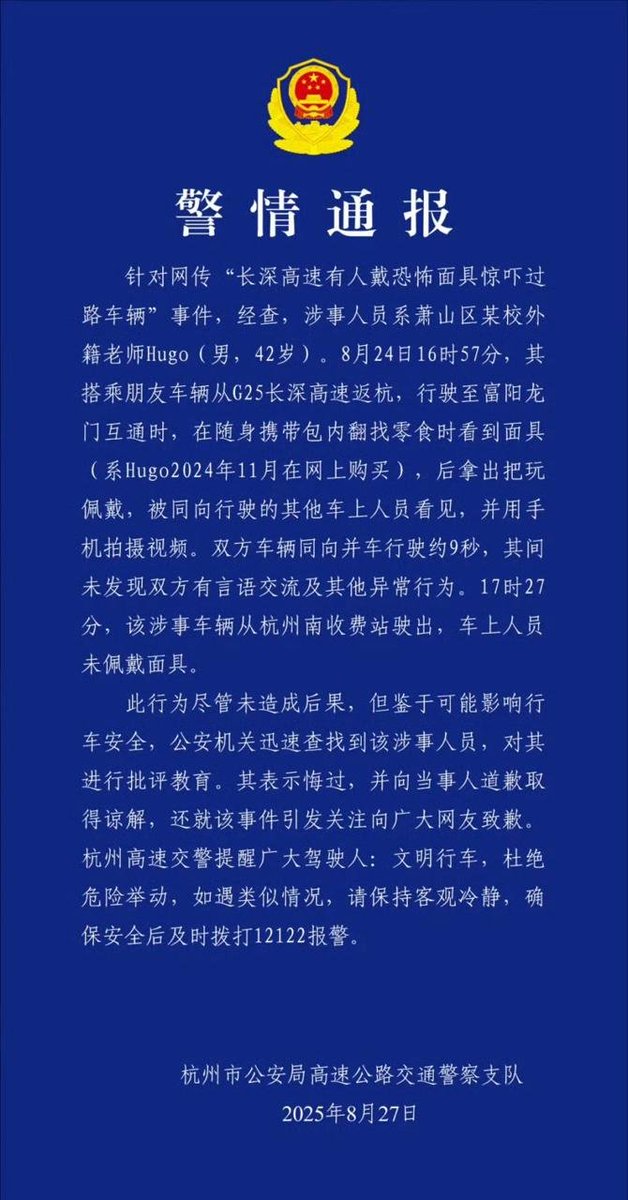 警情通报
针对网传“长深高速有人戴恐怖面具惊吓过
路车辆”事件，经查，涉事人员系萧山区某校外
籍老师Hugo（男，42岁）。8月24日16时57分，其
搭乘朋友车辆从G25长深高速返杭，行驶至富阳龙
门互通时，在随身携带包内翻找零食时看到面具
（系Hugo2024年11月在网上购买），后拿出把玩
佩戴，被同向行驶的其他车上人员看见，并用手
机拍摄视频。双方车辆同向并车行驶约9秒，其间
未发现双方有言语交流及其他异常行为。17时27
分，该涉事车辆从杭州南收费站驶出，车上人员
未佩戴面具。
此行为尽管未造成后果，但鉴于可能影响行
车安全，公安机关迅速查找到该涉事人员，对其
进行批评教育。其表示悔过，并向当事人道歉取
得谅解，还就该事件引发关注向广大网友致歉。
杭州高速交警提醒广大驾驶人：文明行车，杜绝
危险举动，如遇类似情况，请保持客观冷静，确
保安全后及时拨打12122报警。
杭州市公安局高速公路交通警察支队
2025年8月27日